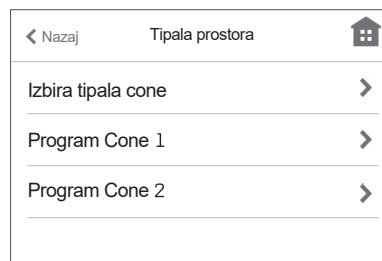 Nazaj Tipala prostora
Izbira tipala cone
Program Cone 1
Program Cone 2